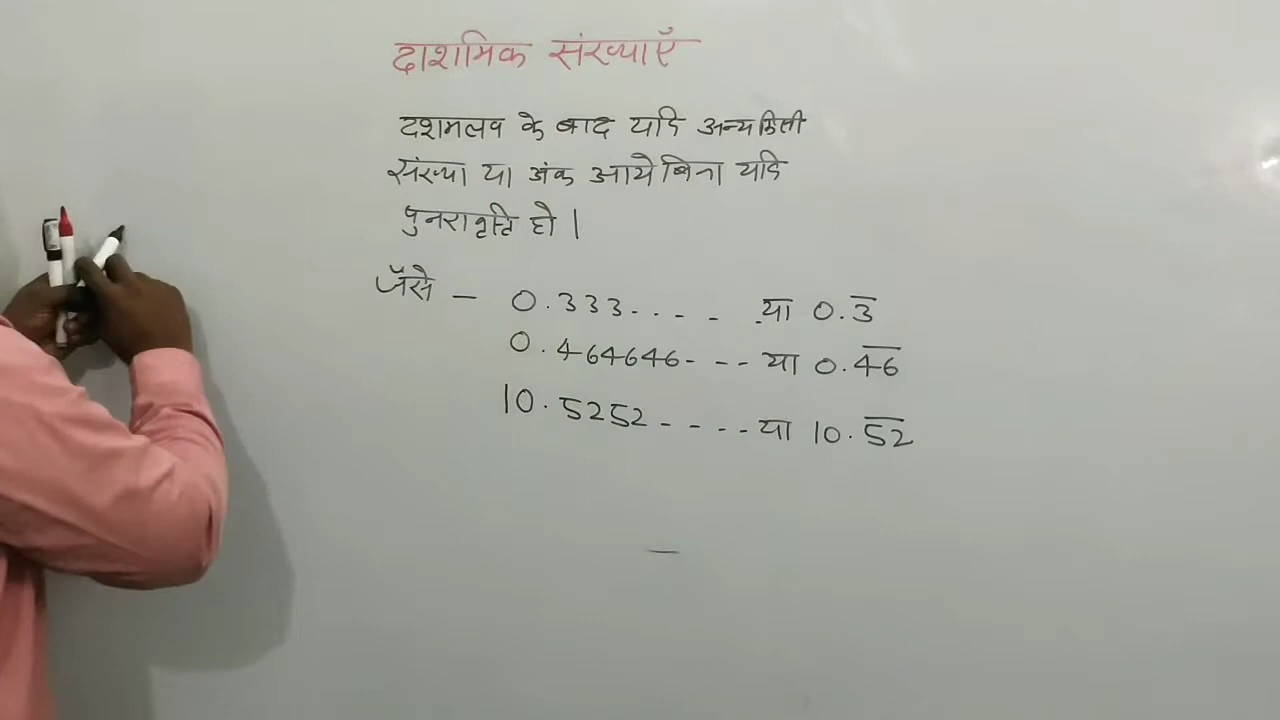 दाशमिक संख्याएँ
दशमलव के बाद यदि अन्य किसी
संख्या या अंक आये बिना यदि
पुनरावृत्ति हो।
जैसे - 0.333..... या 0.3̅
0.464646... या 0.4̅6̅
10.5252.... या 10.5̅2̅